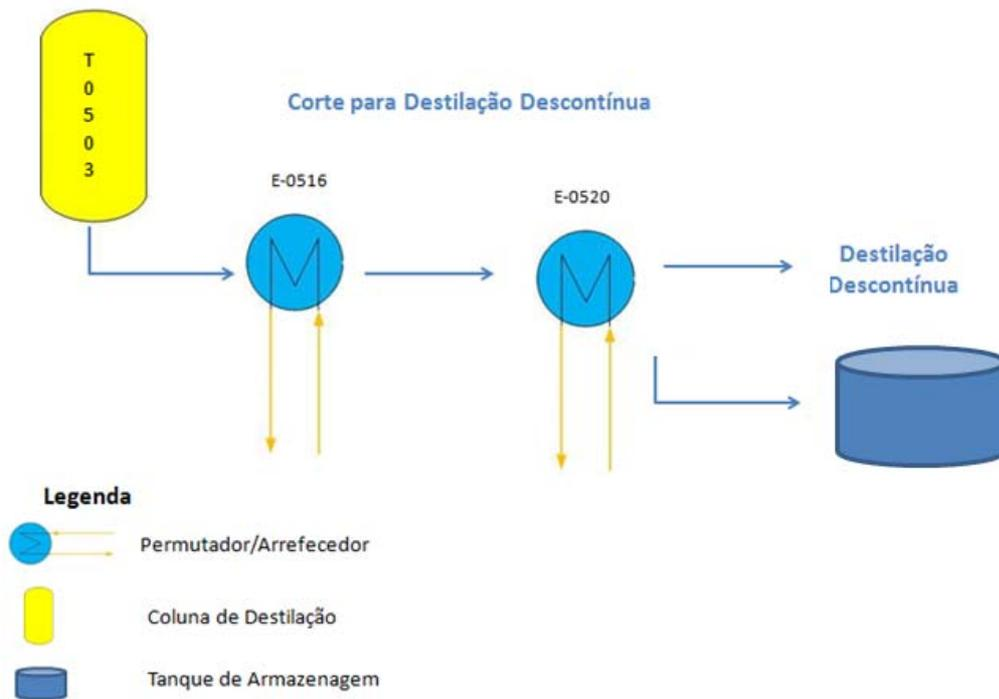 T
0
5
0
3
Corte para Destilação Descontínua
E-0516
E-0520
Destilação
Descontínua
Legenda
Permutador/Arrefecedor
Coluna de Destilação
Tanque de Armazenagem